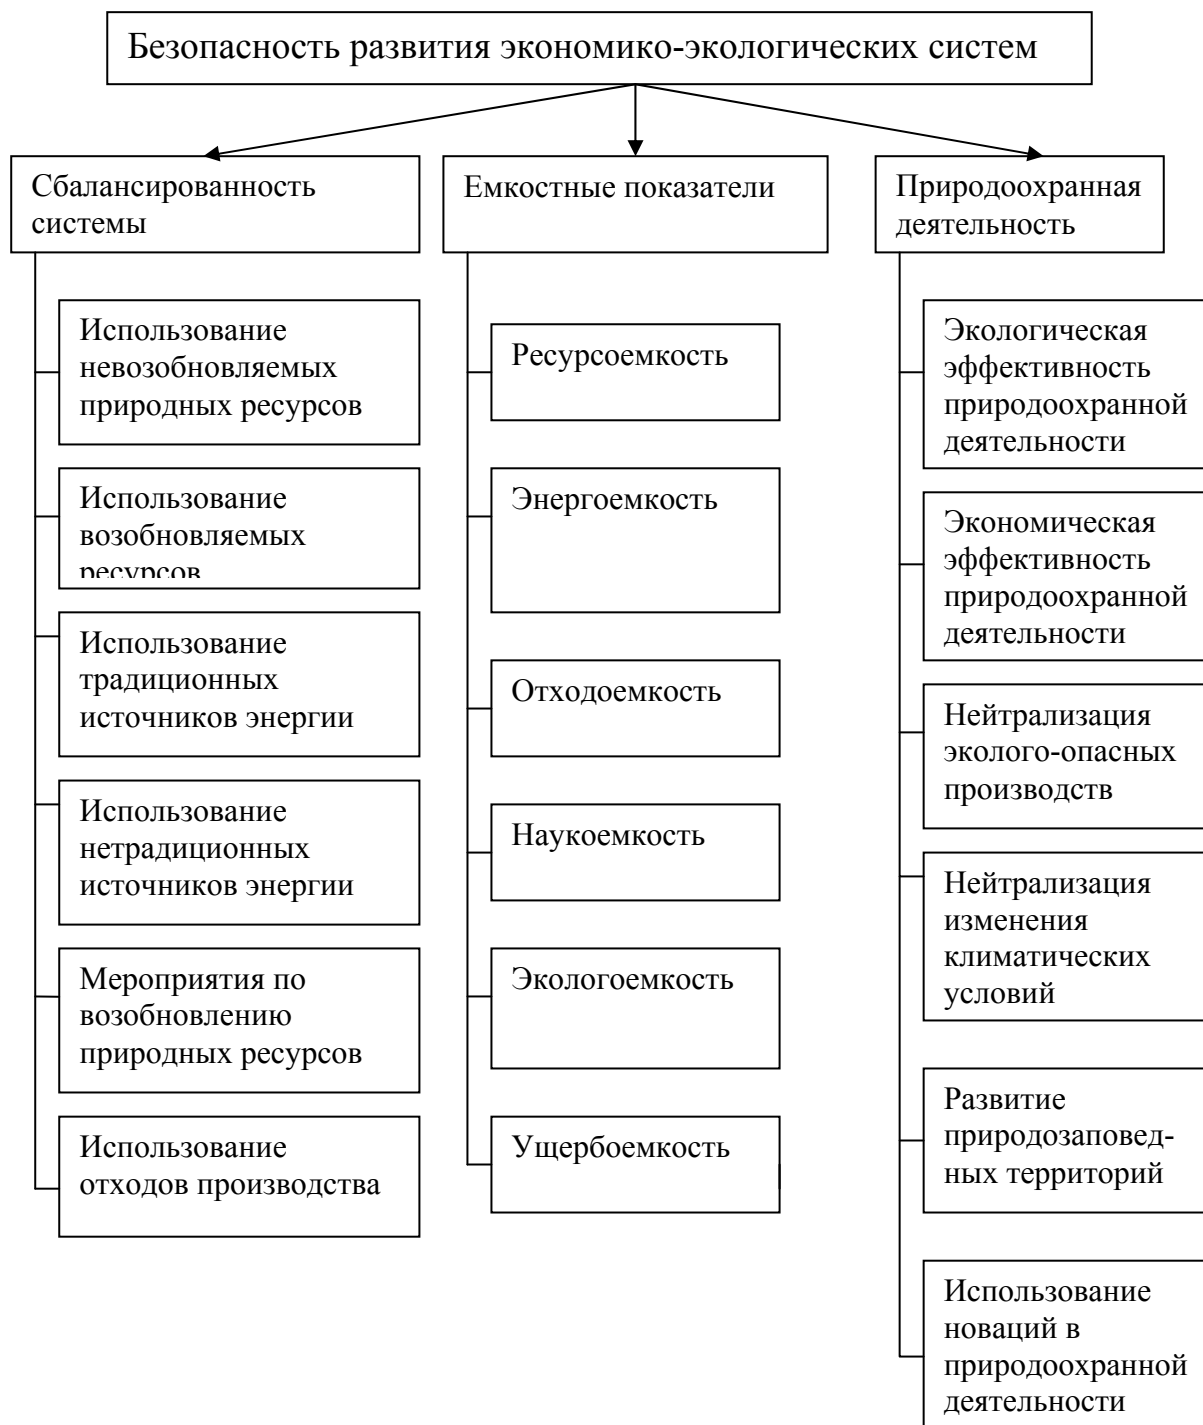 Безопасность развития экономико-экологических систем
Сбалансированность
системы
Использование
невозобновляемых
природных ресурсов
Использование
возобновляемых
ресурсов
Использование
традиционных
источников энергии
Использование
нетрадиционных
источников энергии
Мероприятия по
возобновлению
природных ресурсов
Использование
отходов производства
Емкостные показатели
Ресурсоемкость
Энергоемкость
Отходоемкость
Наукоемкость
Экологоемкость
Ущербоемкость
Природоохранная
деятельность
Экологическая
эффективность
природоохранной
деятельности
Экономическая
эффективность
природоохранной
деятельности
Нейтрализация
эколого-опасных
производств
Нейтрализация
изменения
климатических
условий
Развитие
природозаповед-
ных территорий
Использование
новаций в
природоохранной
деятельности